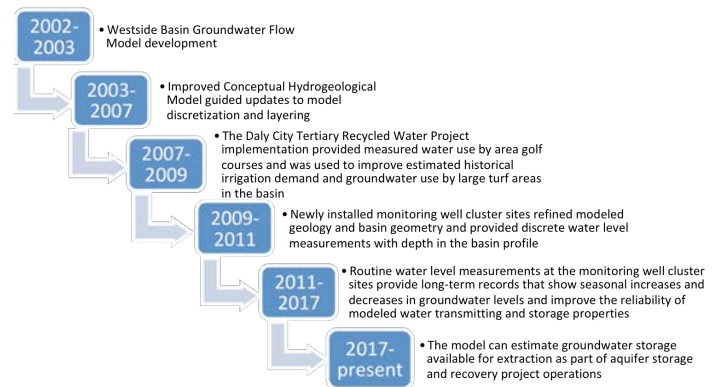 2002-
2003
• Westside Basin Groundwater Flow
Model development
2003-
2007
• Improved Conceptual Hydrogeological
Model guided updates to model
discretization and layering
2007-
2009
• The Daly City Tertiary Recycled Water Project
implementation provided measured water use by area golf
courses and was used to improve estimated historical
irrigation demand and groundwater use by large turf areas
in the basin
2009-
2011
• Newly installed monitoring well cluster sites refined modeled
geology and basin geometry and provided discrete water level
measurements with depth in the basin profile
2011-
2017
• Routine water level measurements at the monitoring well cluster
sites provide long-term records that show seasonal increases and
decreases in groundwater levels and improve the reliability of
modeled water transmitting and storage properties
2017-
present
• The model can estimate groundwater storage
available for extraction as part of aquifer storage
and recovery project operations